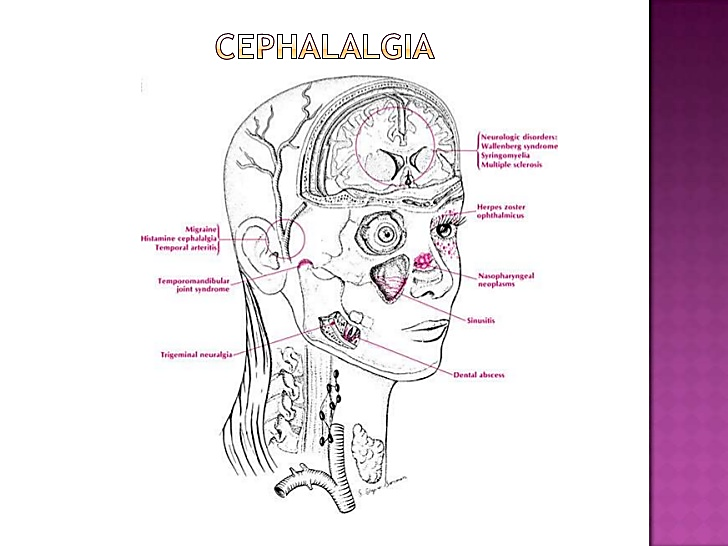 CEPHALALGIA
Neurologic disorders:
Wallenberg syndrome
Syringomyelia
Multiple sclerosis
Herpes zoster
ophthalmicus
Migraine
Histamine cephalalgia
Temporal arteritis
Temporomandibular
joint syndrome
Nasopharyngeal
neoplasms
Sinusitis
Trigeminal neuralgia
Dental abscess